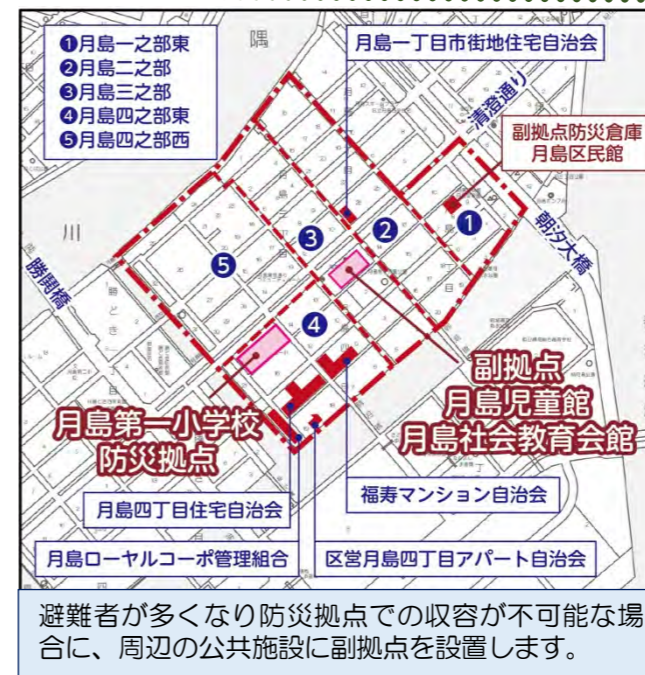 ❶月島一之部東
❷月島二之部
❸月島三之部
❹月島四之部東
❺月島四之部西
隅
月島一丁目市街地住宅自治会
清澄通り
副拠点防災倉庫
月島区民館
❶
❷
❸
川
❺
朝汐大橋
勝鬨橋
❹
副拠点
月島児童館
月島社会教育会館
月島第一小学校
防災拠点
福寿マンション自治会
月島四丁目住宅自治会
月島ローヤルコーポ管理組合
区営月島四丁目アパート自治会
避難者が多くなり防災拠点での収容が不可能な場
合に、周辺の公共施設に副拠点を設置します。